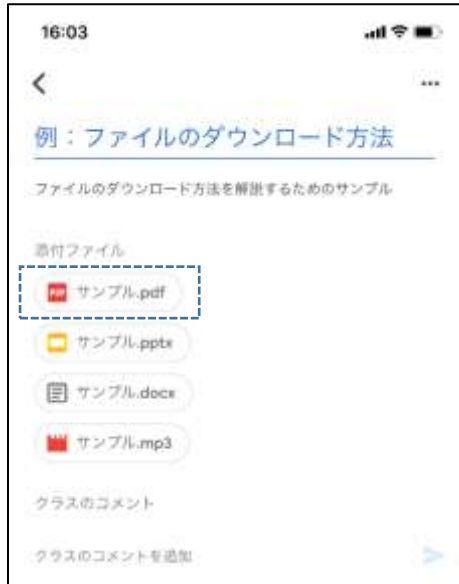 16:03
例：ファイルのダウンロード方法
ファイルのダウンロード方法を解説するためのサンプル
添付ファイル
PDF サンプル.pdf
サンプル.pptx
サンプル.docx
サンプル.mp3
クラスのコメント
クラスのコメントを追加